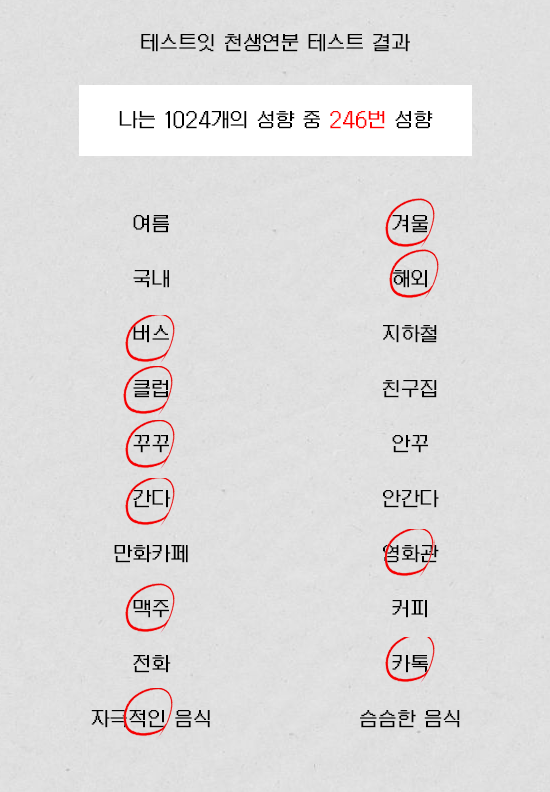 테스트잇 천생연분 테스트 결과
나는 1024개의 성향 중 246번 성향
여름 겨울
국내 해외
버스 지하철
클럽 친구집
꾸꾸 안꾸
간다 안간다
만화카페 영화관
맥주 커피
전화 카톡
자극적인 음식 슴슴한 음식